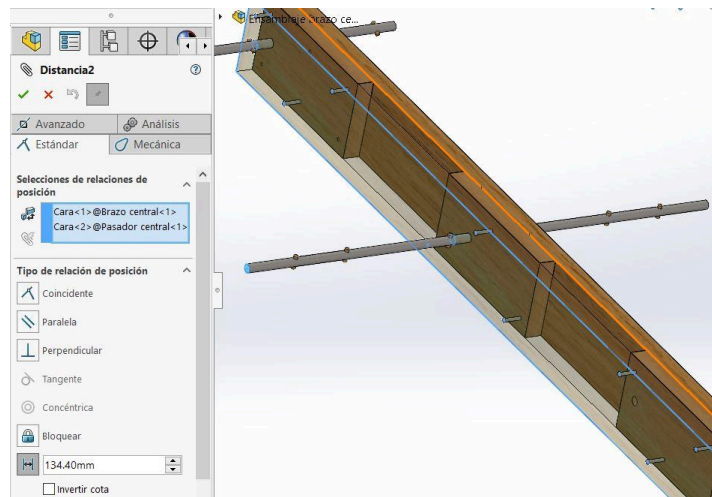 Ensamblaje Brazo ce...
Distancia2
Avanzado
Análisis
Estándar
Mecánica
Selecciones de relaciones de
posición
Cara<1>@Brazo central<1>
Cara<2>@Pasador central<1>
Tipo de relación de posición
Coincidente
Paralela
Perpendicular
Tangente
Concéntrica
Bloquear
134.40mm
Invertir cota